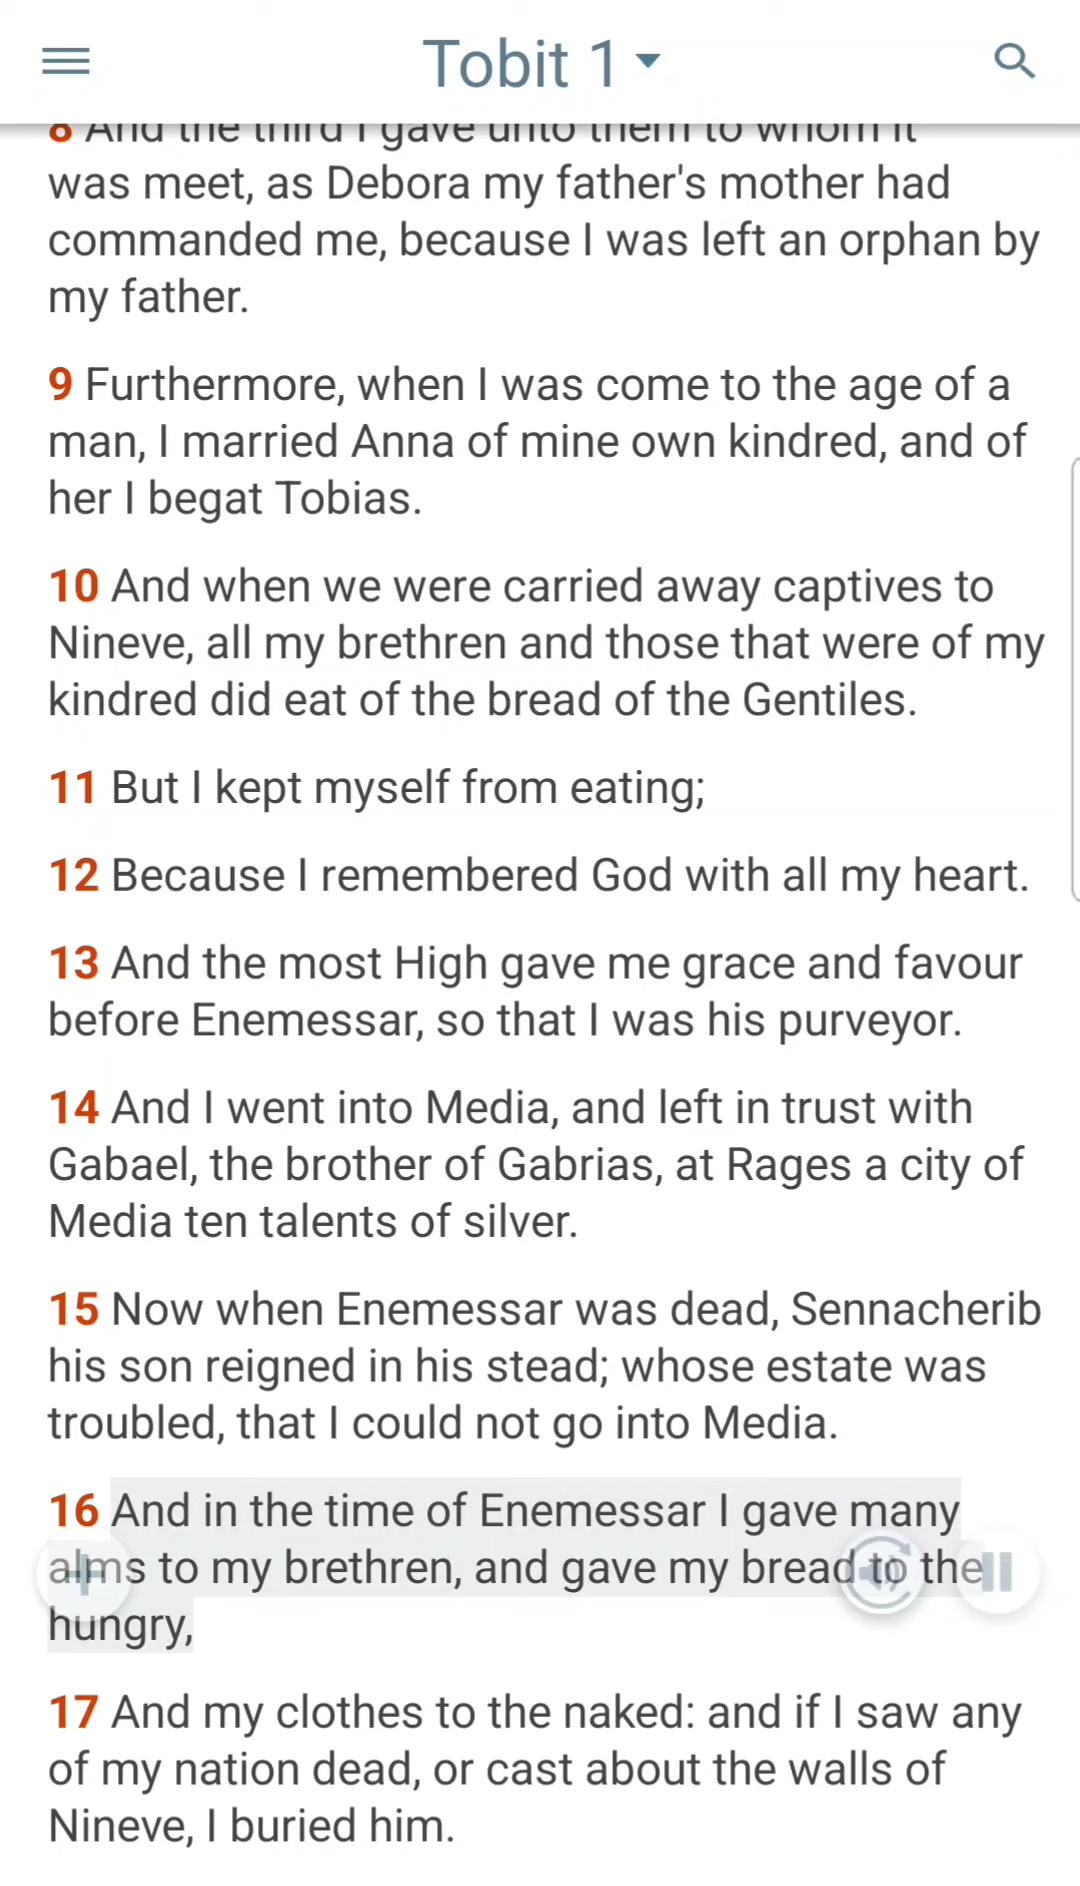 Tobit 1
8 And the third I gave unto them to whom it
was meet, as Debora my father's mother had
commanded me, because I was left an orphan by
my father.
9 Furthermore, when I was come to the age of a
man, I married Anna of mine own kindred, and of
her I begat Tobias.
10 And when we were carried away captives to
Nineve, all my brethren and those that were of my
kindred did eat of the bread of the Gentiles.
11 But I kept myself from eating;
12 Because I remembered God with all my heart.
13 And the most High gave me grace and favour
before Enemessar, so that I was his purveyor.
14 And I went into Media, and left in trust with
Gabael, the brother of Gabrias, at Rages a city of
Media ten talents of silver.
15 Now when Enemessar was dead, Sennacherib
his son reigned in his stead; whose estate was
troubled, that I could not go into Media.
16 And in the time of Enemessar I gave many
alms to my brethren, and gave my bread to the
hungry,
17 And my clothes to the naked: and if I saw any
of my nation dead, or cast about the walls of
Nineve, I buried him.